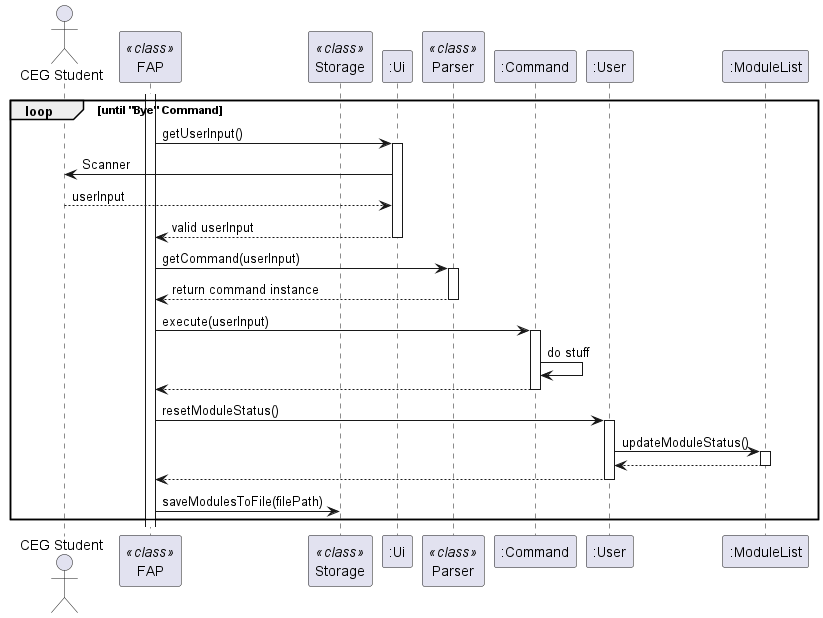 CEG Student
«class»
FAP
«class»
Storage
:Ui
«class»
Parser
:Command
:User
:ModuleList
loop
[until "Bye" Command]
getUserInput()
Scanner
userInput
valid userInput
getCommand(userInput)
return command instance
execute(userInput)
do stuff
resetModuleStatus()
updateModuleStatus()
saveModulesToFile(filePath)
CEG Student
«class»
FAP
«class»
Storage
:Ui
«class»
Parser
:Command
:User
:ModuleList